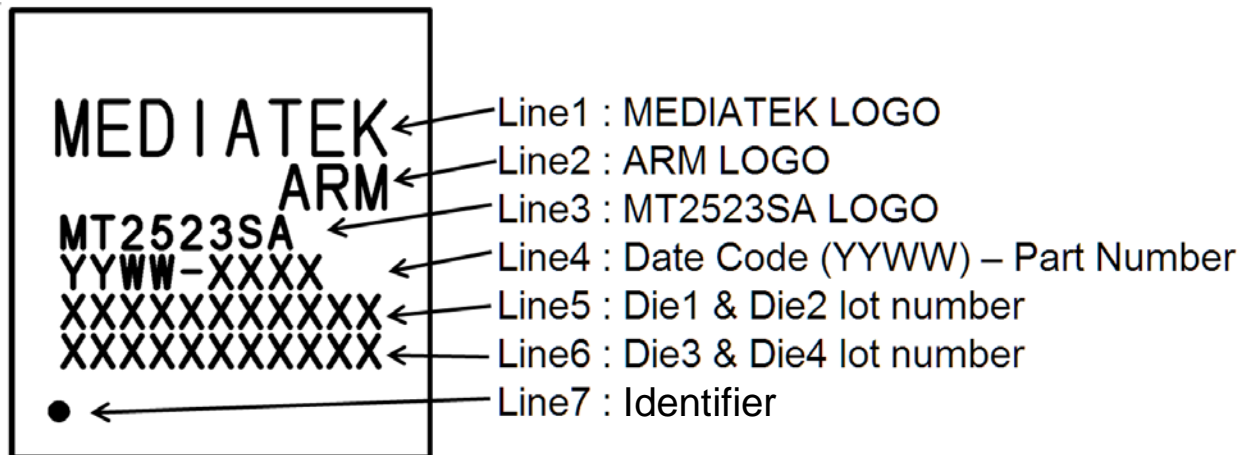 MEDIATEK
ARM
MT2523SA
YYWW-XXXX
XXXXXXXXXXX
XXXXXXXXXXX
Line1 : MEDIATEK LOGO
Line2 : ARM LOGO
Line3 : MT2523SA LOGO
Line4 : Date Code (YYWW) – Part Number
Line5 : Die1 & Die2 lot number
Line6 : Die3 & Die4 lot number
Line7 : Identifier